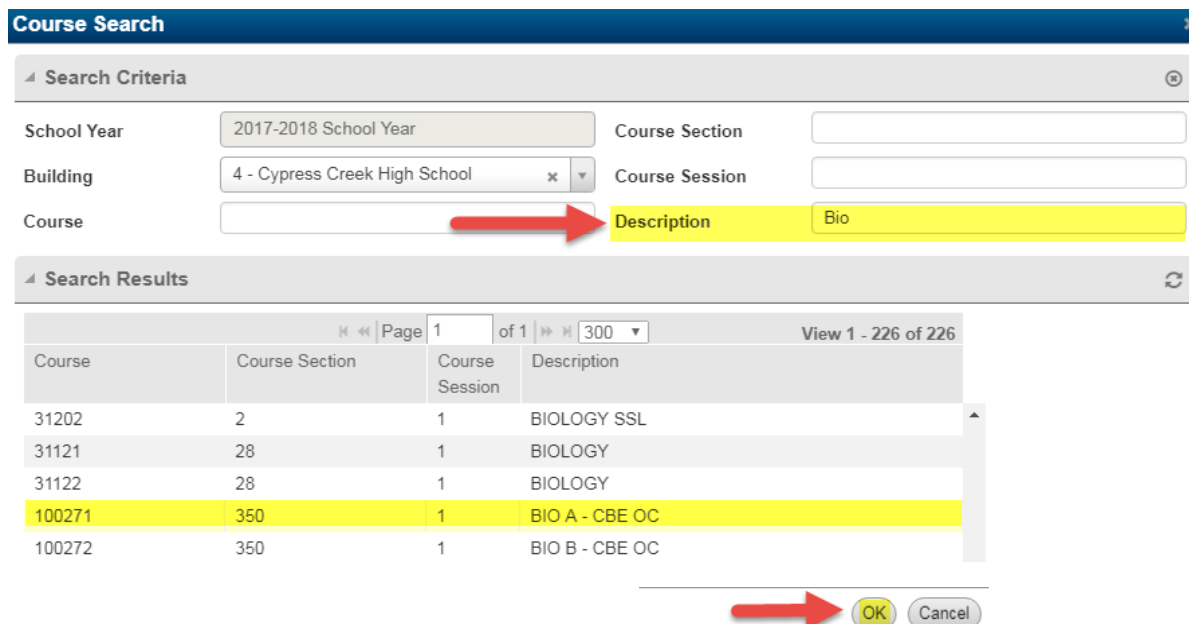 Course Search
Search Criteria
School Year 2017-2018 School Year Course Section
Building 4 - Cypress Creek High School Course Session
Course Description Bio
Search Results
Page 1 of 1 300 View 1 - 226 of 226
Course Course Section Course Session Description
31202 2 1 BIOLOGY SSL
31121 28 1 BIOLOGY
31122 28 1 BIOLOGY
100271 350 1 BIO A - CBE OC
100272 350 1 BIO B - CBE OC
OK Cancel